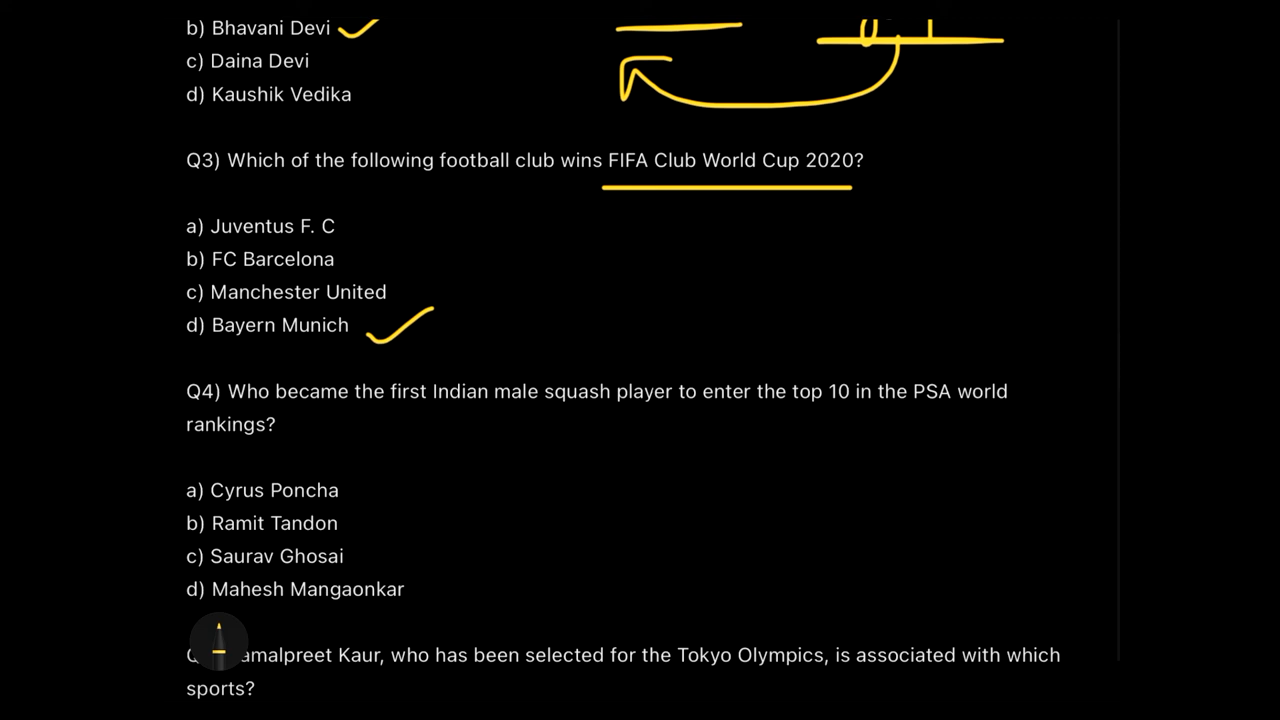 b) Bhavani Devi
c) Daina Devi
d) Kaushik Vedika
Q3) Which of the following football club wins FIFA Club World Cup 2020?
a) Juventus F. C
b) FC Barcelona
c) Manchester United
d) Bayern Munich
Q4) Who became the first Indian male squash player to enter the top 10 in the PSA world
rankings?
a) Cyrus Poncha
b) Ramit Tandon
c) Saurav Ghosai
d) Mahesh Mangaonkar
amalpreet Kaur, who has been selected for the Tokyo Olympics, is associated with which
sports?